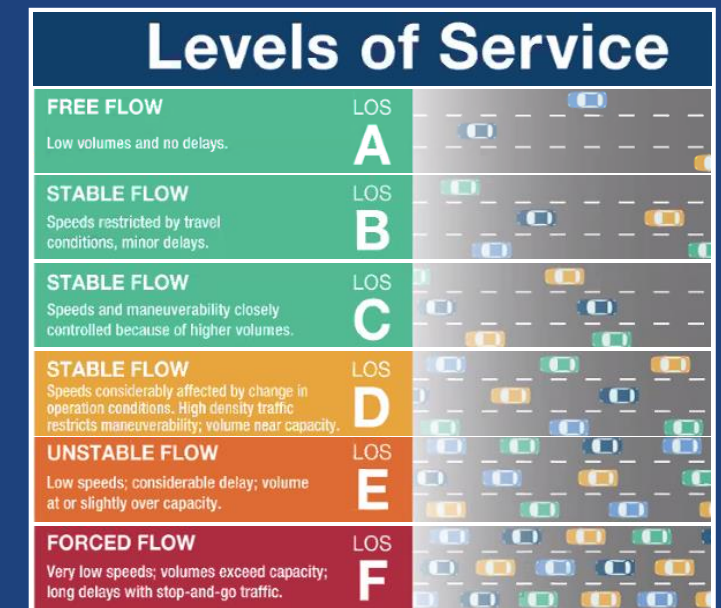 Levels of Service
FREE FLOW
LOS
Low volumes and no delays.
A
STABLE FLOW
LOS
Speeds restricted by travel
conditions, minor delays.
B
STABLE FLOW
LOS
Speeds and maneuverability closely
controlled because of higher volumes.
C
STABLE FLOW
LOS
Speeds considerably affected by change in
operation conditions. High density traffic
restricts maneuverability; volume near capacity.
D
UNSTABLE FLOW
LOS
Low speeds; considerable delay; volume
at or slightly over capacity.
E
FORCED FLOW
LOS
Very low speeds; volumes exceed capacity;
long delays with stop-and-go traffic.
F